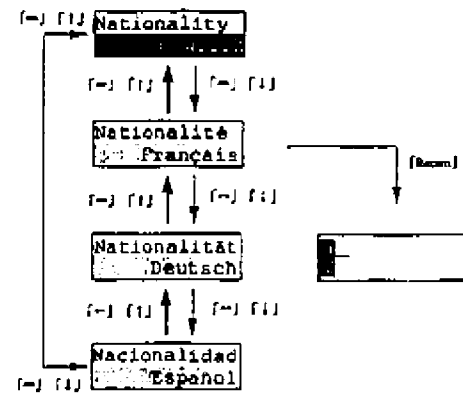 [-] [↑]
Nationality
[-] [↑] [-] [↓]
Nationalité
Français
[-] [↑] [-] [↓]
Nationalität
Deutsch
[-] [↑] [-] [↓]
Nacionalidad
Español
[-] [↓]